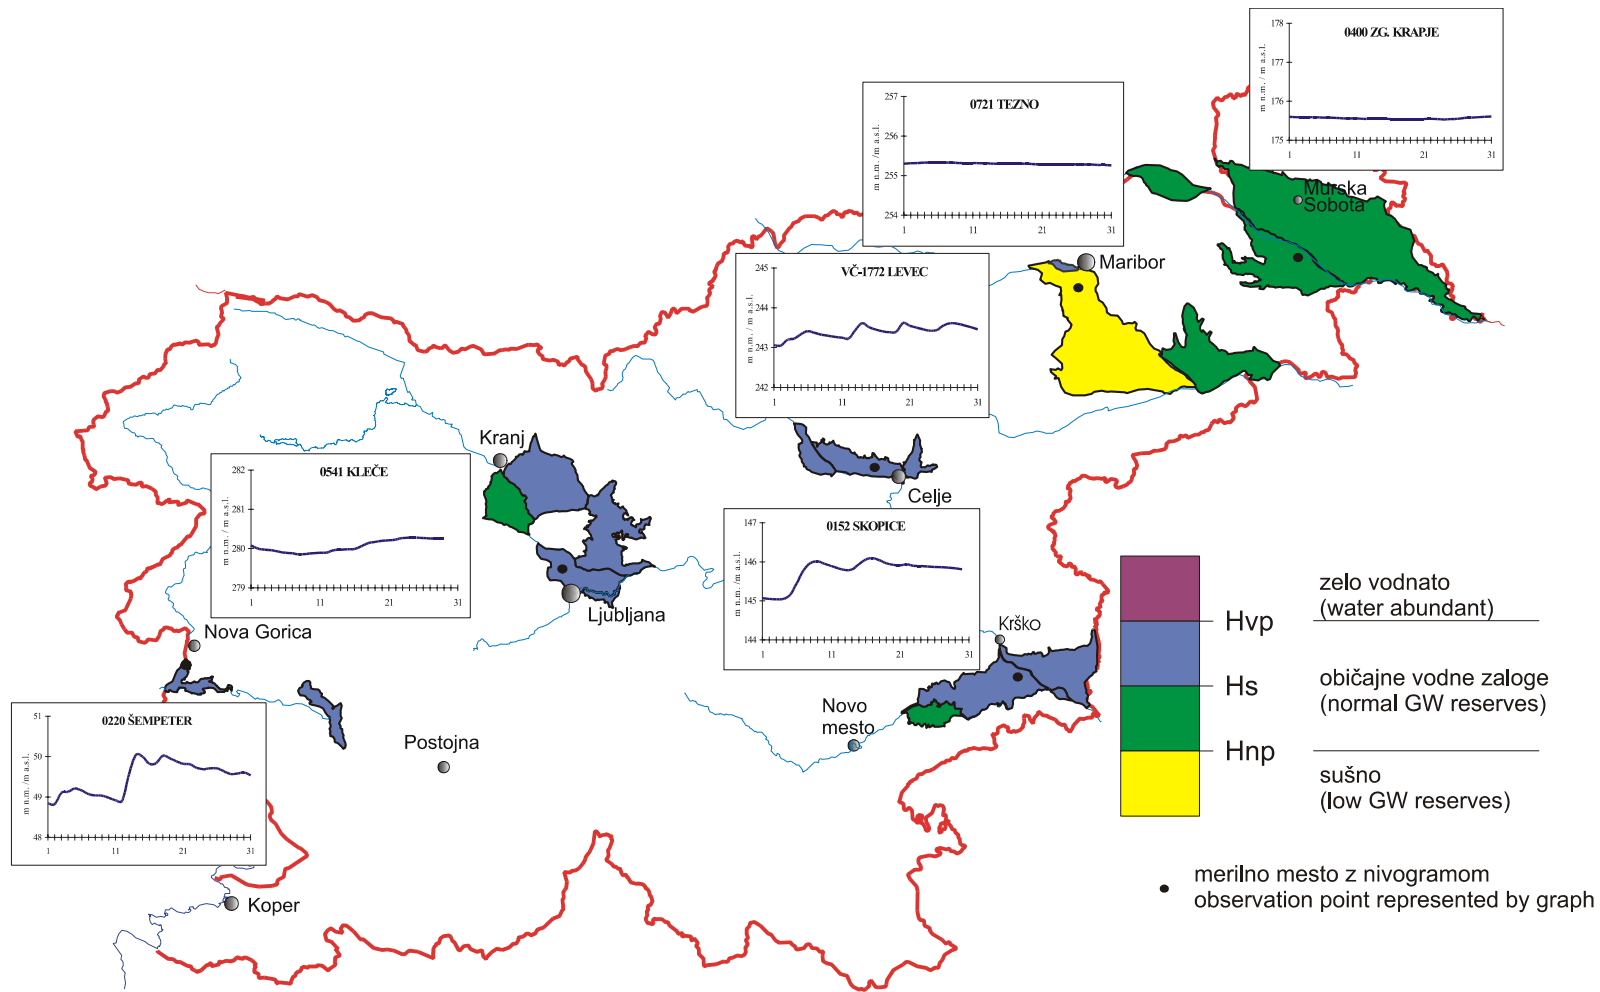 0400 ZG. KRAPJE
m n.m. / m a.s.l.
178
177
176
175
1
11
21
31
0721 TEZNO
m n.m. /m a.s.l.
257
256
255
254
1
11
21
31
Murska
Sobota
Maribor
VČ-1772 LEVEC
m n.m. / m a.s.l.
245
244
243
242
1
11
21
31
Kranj
0541 KLEČE
m n.m. / m a.s.l.
282
281
280
279
1
11
21
31
Celje
0152 SKOPICE
m n.m. /m a.s.l.
147
146
145
144
1
11
21
31
Ljubljana
Nova Gorica
Krško
Novo
mesto
Postojna
0220 ŠEMPETER
m n.m. /m a.s.l.
51
50
49
48
1
11
21
31
Koper
zelo vodnato
(water abundant)
Hvp
običajne vodne zaloge
(normal GW reserves)
Hs
Hnp
sušno
(low GW reserves)
merilno mesto z nivogramom
observation point represented by graph